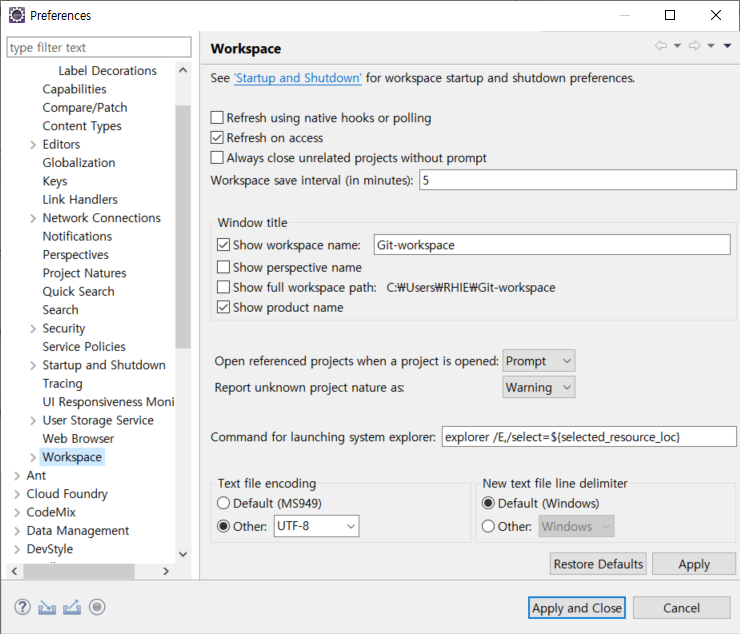 Preferences
type filter text
Label Decorations
Capabilities
Compare/Patch
Content Types
Editors
Globalization
Keys
Link Handlers
Network Connections
Notifications
Perspectives
Project Natures
Quick Search
Search
Security
Service Policies
Startup and Shutdown
Tracing
UI Responsiveness Moni
User Storage Service
Web Browser
Workspace
Ant
Cloud Foundry
CodeMix
Data Management
DevStyle
Workspace
See 'Startup and Shutdown' for workspace startup and shutdown preferences.
Refresh using native hooks or polling
Refresh on access
Always close unrelated projects without prompt
Workspace save interval (in minutes): 5
Window title
Show workspace name: Git-workspace
Show perspective name
Show full workspace path: C:₩Users₩RHIE₩Git-workspace
Show product name
Open referenced projects when a project is opened: Prompt
Report unknown project nature as: Warning
Command for launching system explorer: explorer /E,/select=${selected_resource_loc}
Text file encoding
Default (MS949)
Other: UTF-8
New text file line delimiter
Default (Windows)
Other: Windows
Restore Defaults Apply
? Apply and Close Cancel